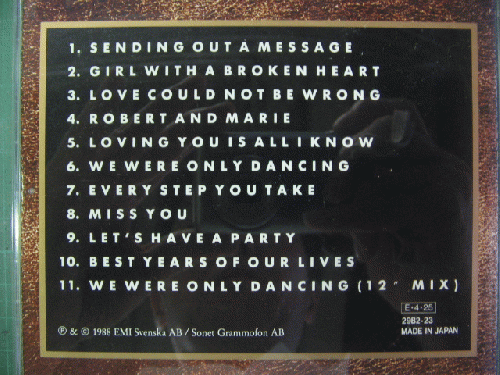 1. SENDING OUT A MESSAGE
2. GIRL WITH A BROKEN HEART
3. LOVE COULD NOT BE WRONG
4. ROBERT AND MARIE
5. LOVING YOU IS ALL I KNOW
6. WE WERE ONLY DANCING
7. EVERY STEP YOU TAKE
8. MISS YOU
9. LET'S HAVE A PARTY
10. BEST YEARS OF OUR LIVES
11. WE WERE ONLY DANCING (12" MIX)
E•4•25
29B2-23
℗ & © 1988 EMI Svenska AB / Sonet Grammofon AB
MADE IN JAPAN